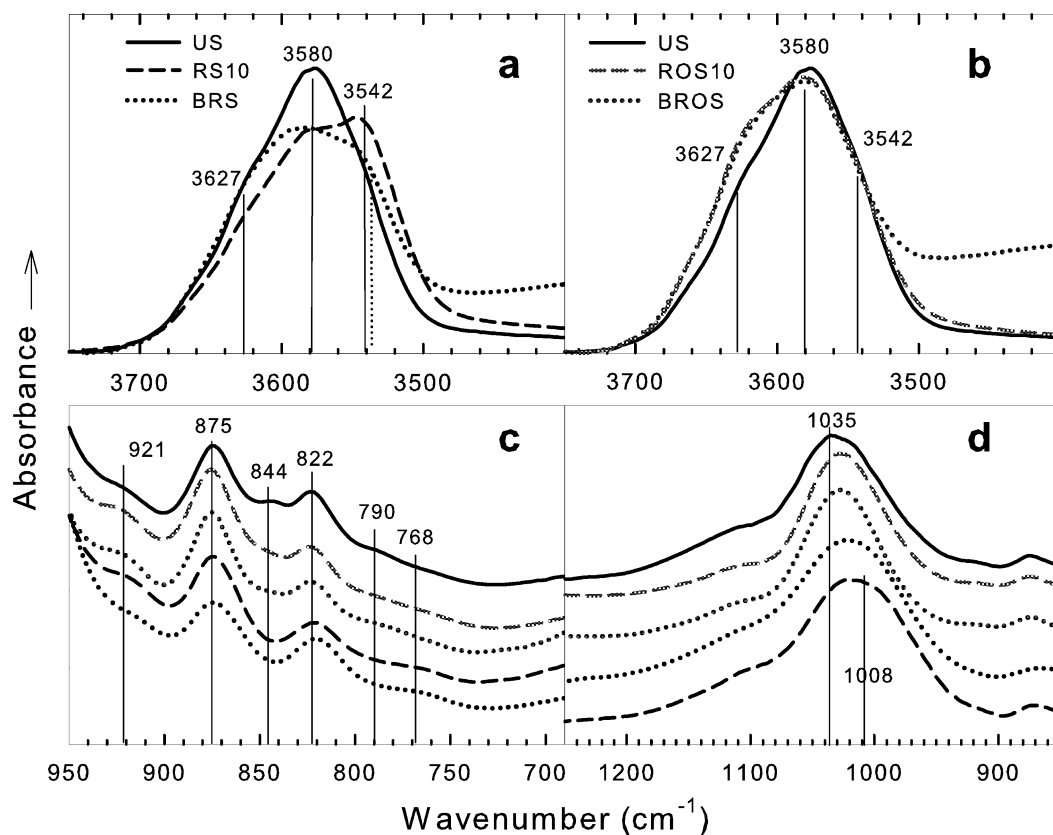 US
RS10
BRS
3580
3542
3627
a
US
ROS10
BROS
3580
3542
3627
b
3700 3600 3500
3700 3600 3500
Absorbance
875
921
844
822
790
768
c
1035
1008
d
950 900 850 800 750 700
1200 1100 1000 900
Wavenumber (cm⁻¹)